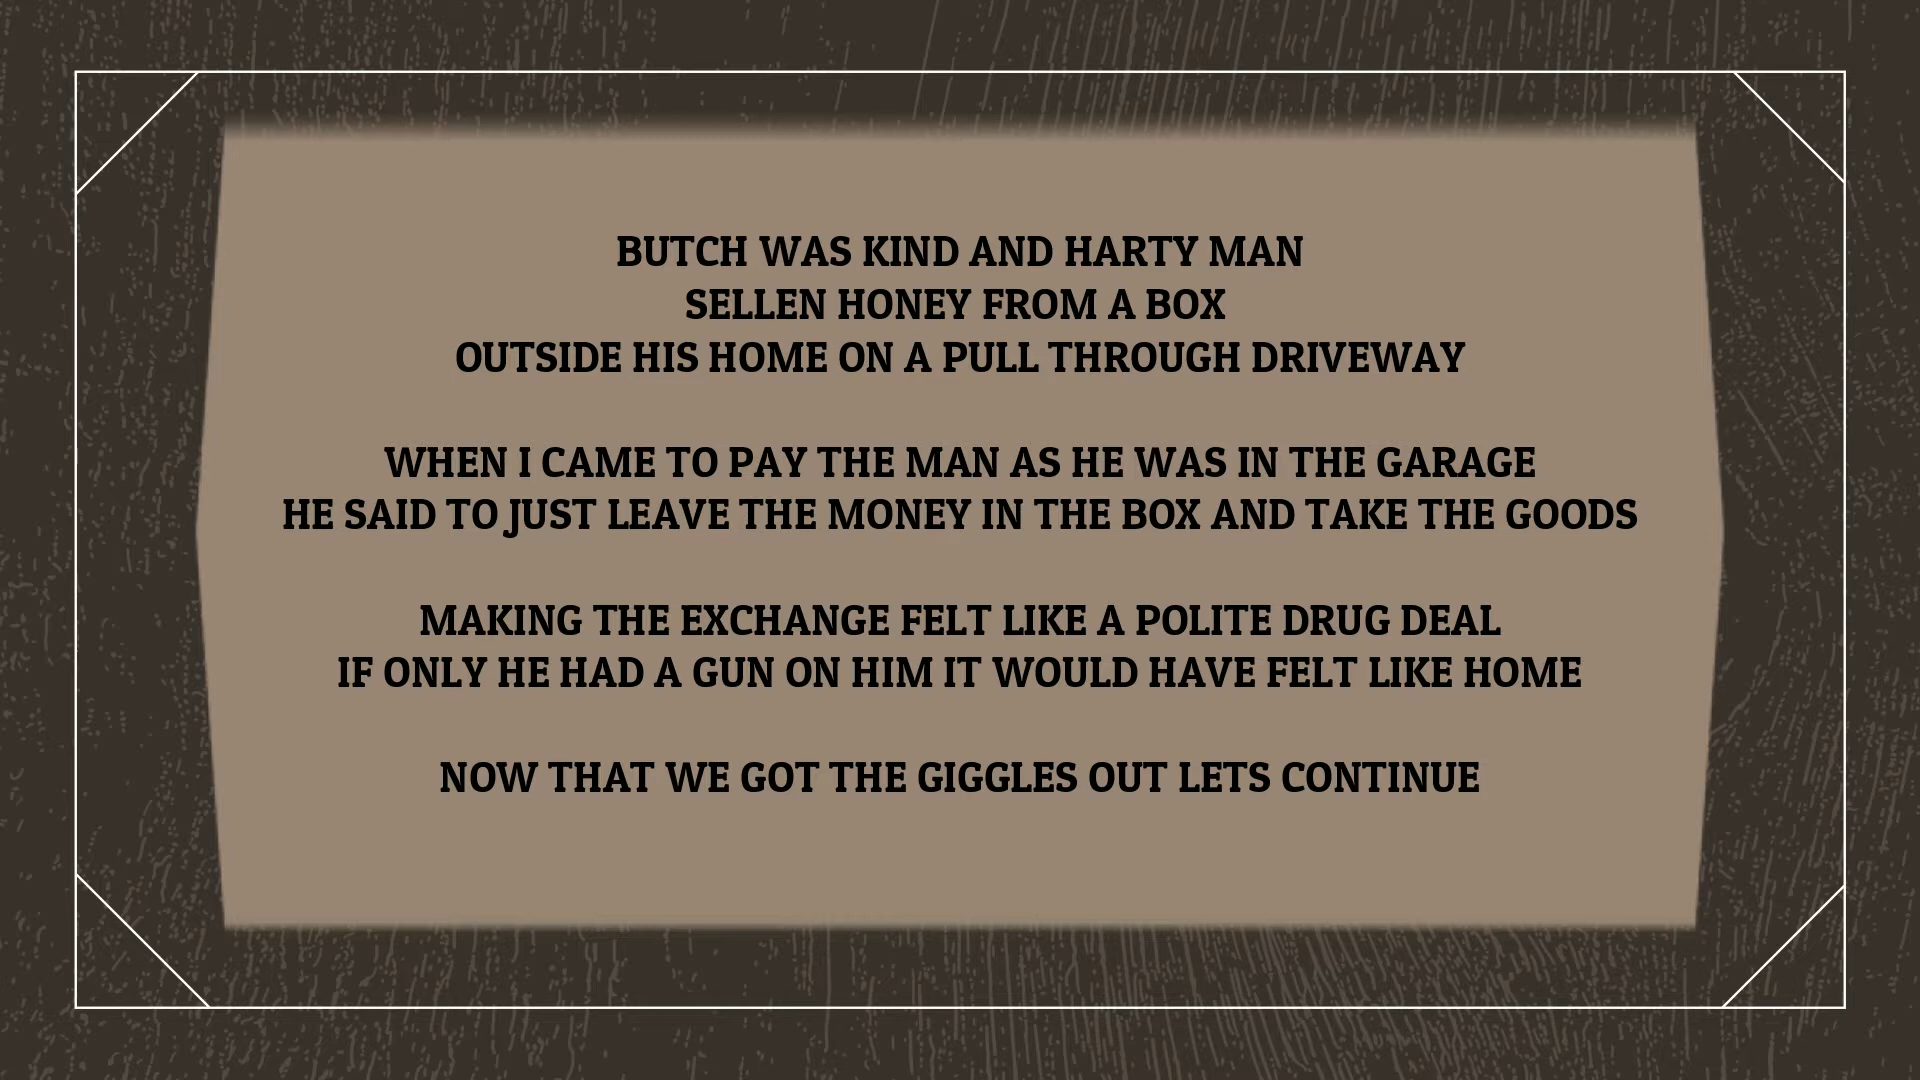 BUTCH WAS KIND AND HARTY MAN
SELLEN HONEY FROM A BOX
OUTSIDE HIS HOME ON A PULL THROUGH DRIVEWAY
WHEN I CAME TO PAY THE MAN AS HE WAS IN THE GARAGE
HE SAID TO JUST LEAVE THE MONEY IN THE BOX AND TAKE THE GOODS
MAKING THE EXCHANGE FELT LIKE A POLITE DRUG DEAL
IF ONLY HE HAD A GUN ON HIM IT WOULD HAVE FELT LIKE HOME
NOW THAT WE GOT THE GIGGLES OUT LETS CONTINUE